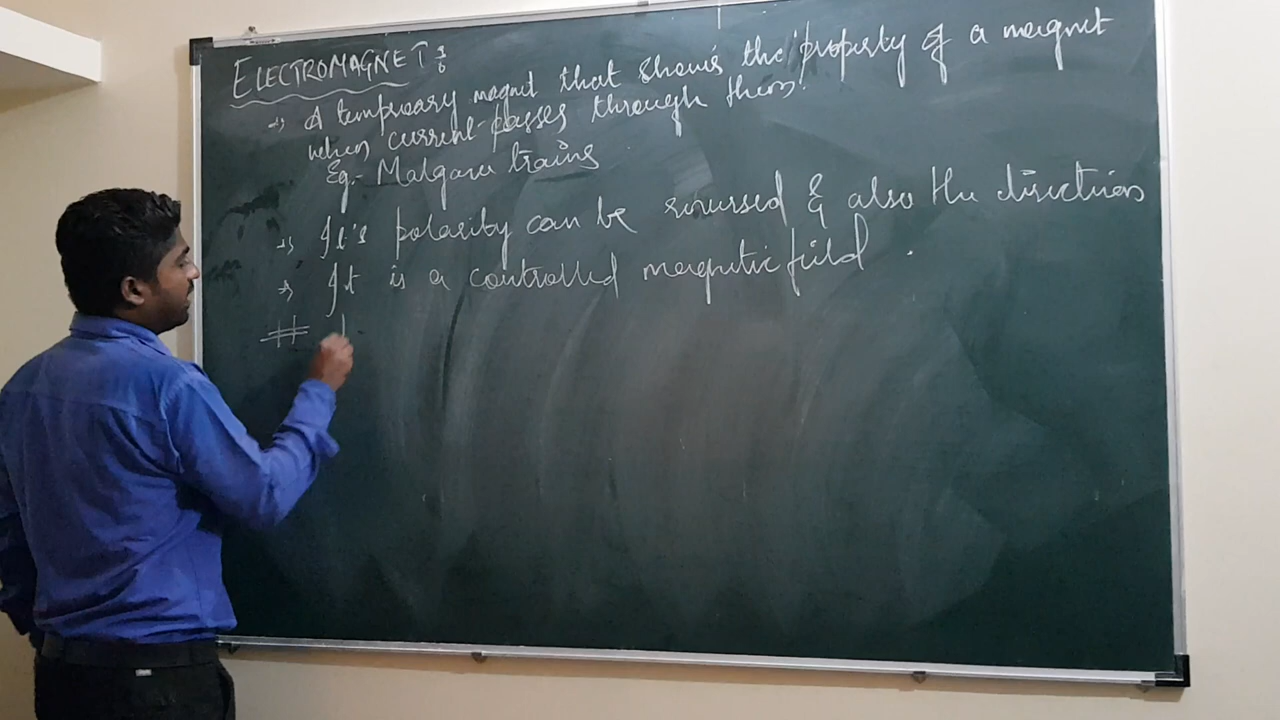 ELECTROMAGNET :
→ A temporary magnet that shows the property of a magnet
when current passes through them.
Eg:- Malgaru trains
→ It's polarity can be reversed & also the directions
→ It is a controlled magnetic field .
#